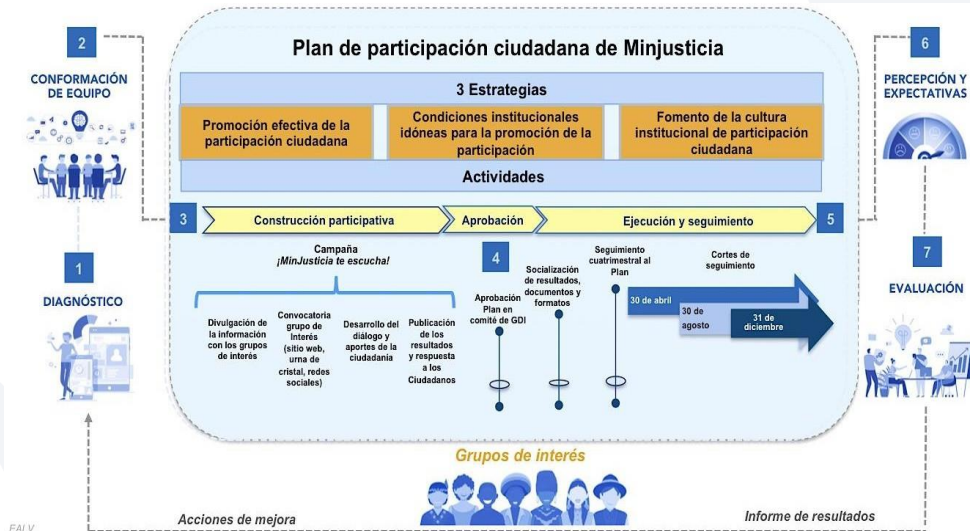 Plan de participación ciudadana de Minjusticia
3 Estrategias
Promoción efectiva de la
participación ciudadana
Condiciones institucionales
idóneas para la promoción de la
participación
Fomento de la cultura
institucional de participación
ciudadana
Actividades
1
DIAGNÓSTICO
2
CONFORMACIÓN
DE EQUIPO
3
Construcción participativa
Aprobación
Ejecución y seguimiento
5
Campaña
¡MinJusticia te escucha!
Divulgación de
la información
con los grupos
de interés
Convocatoria
grupo de
Interés
(sitio web,
urna de
cristal, redes
sociales)
Desarrollo del
diálogo y
aportes de la
ciudadanía
Publicación
de los
resultados
y respuesta
a los
Ciudadanos
4
Aprobación
Plan en
comité de GDI
Socialización
de resultados,
documentos y
formatos
Seguimiento
cuatrimestral al
Plan
Cortes de
seguimiento
30 de abril
30 de
agosto
31 de
diciembre
6
PERCEPCIÓN Y
EXPECTATIVAS
7
EVALUACIÓN
Grupos de interés
Acciones de mejora
Informe de resultados
EALV